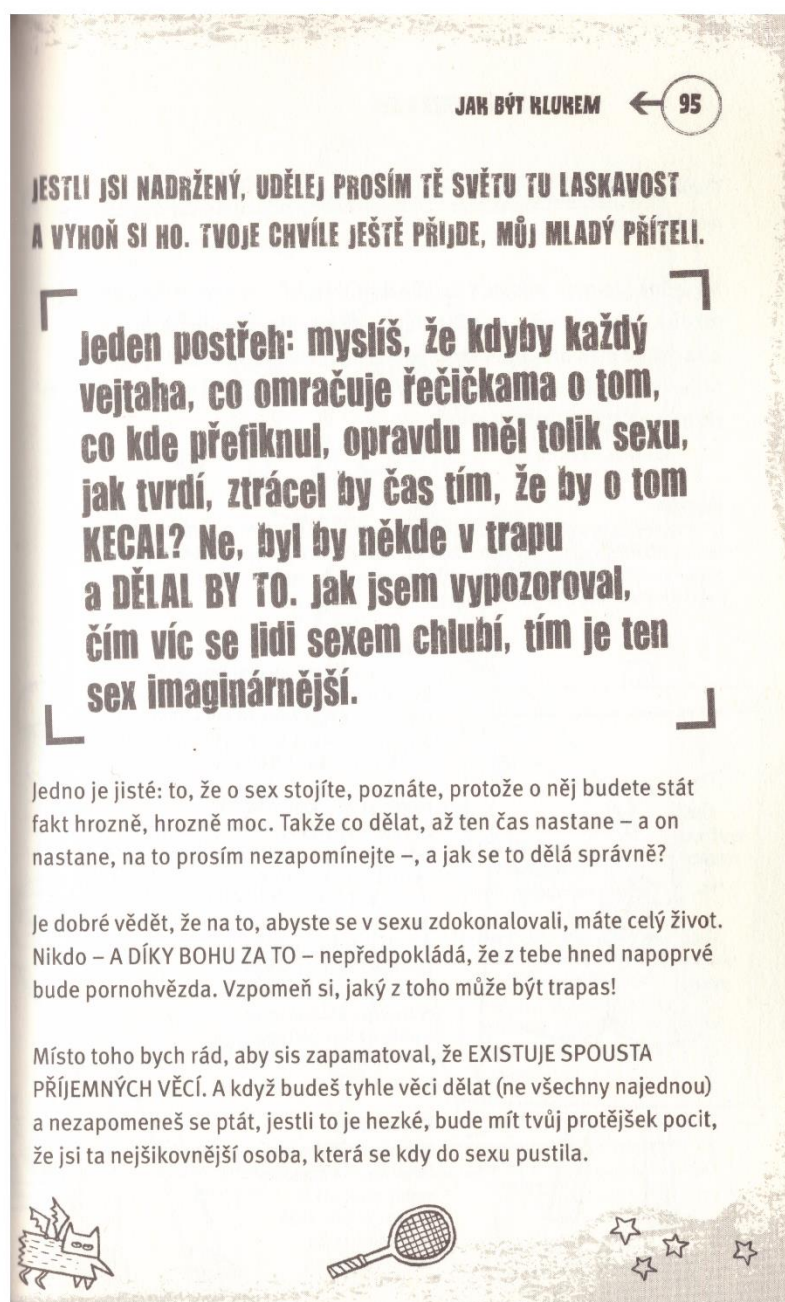 JAK BÝT KLUKEM
95
JESTLI JSI NADRŽENÝ, UDĚLEJ PROSÍM TĚ SVĚTU TU LASKAVOST
A VYHOŇ SI HO. TVOJE CHVÍLE JEŠTĚ PŘIJDE, MŮJ MLADÝ PŘÍTELI.
Jeden postřeh: myslíš, že kdyby každý
vejtaha, co omračuje řečičkama o tom,
co kde přefiknul, opravdu měl tolik sexu,
jak tvrdí, ztrácel by čas tím, že by o tom
KECAL? Ne, byl by někde v trapu
a DĚLAL BY TO. Jak jsem vypozoroval,
čím víc se lidi sexem chlubí, tím je ten
sex imaginárnější.
Jedno je jisté: to, že o sex stojíte, poznáte, protože o něj budete stát
fakt hrozně, hrozně moc. Takže co dělat, až ten čas nastane – a on
nastane, na to prosím nezapomínejte –, a jak se to dělá správně?
Je dobré vědět, že na to, abyste se v sexu zdokonalovali, máte celý život.
Nikdo – A DÍKY BOHU ZA TO – nepředpokládá, že z tebe hned napoprvé
bude pornohvězda. Vzpomeň si, jaký z toho může být trapas!
Místo toho bych rád, aby sis zapamatoval, že EXISTUJE SPOUSTA
PŘÍJEMNÝCH VĚCÍ. A když budeš tyhle věci dělat (ne všechny najednou)
a nezapomeneš se ptát, jestli to je hezké, bude mít tvůj protějšek pocit,
že jsi ta nejšikovnější osoba, která se kdy do sexu pustila.